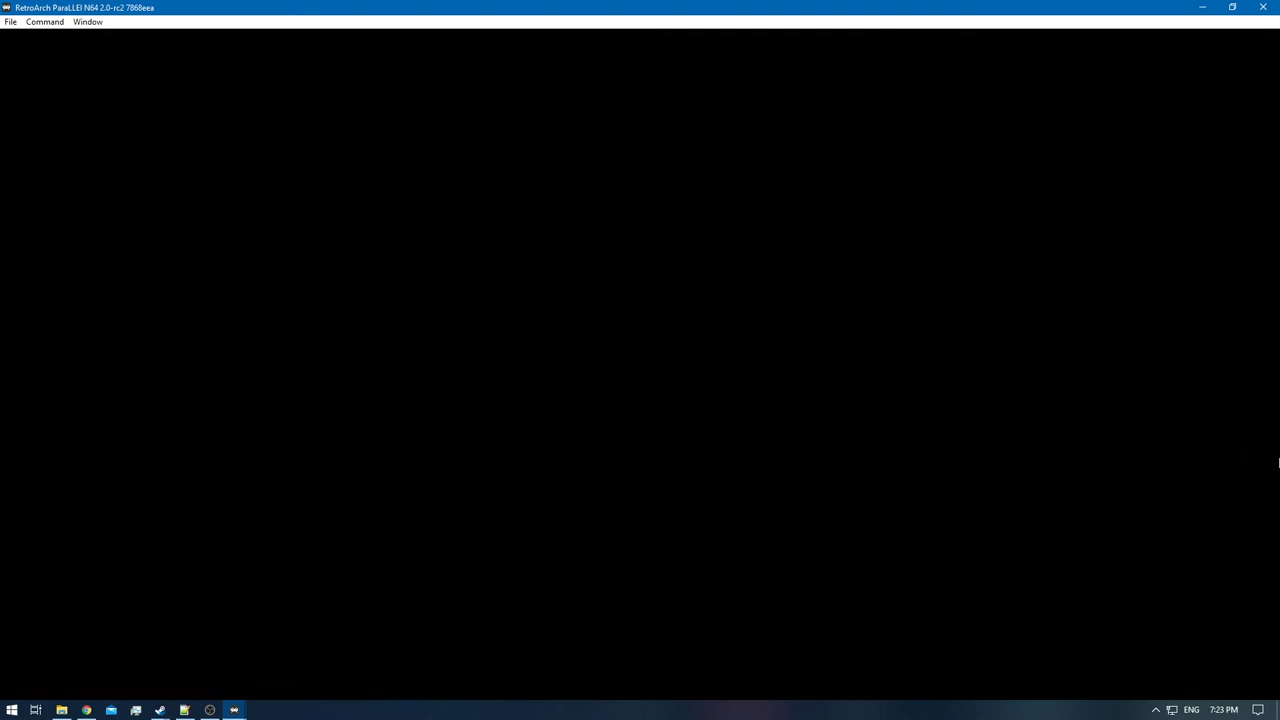 RetroArch ParaLLEl N64 2.0-rc2 7868eea
File Command Window
ENG 7:23 PM